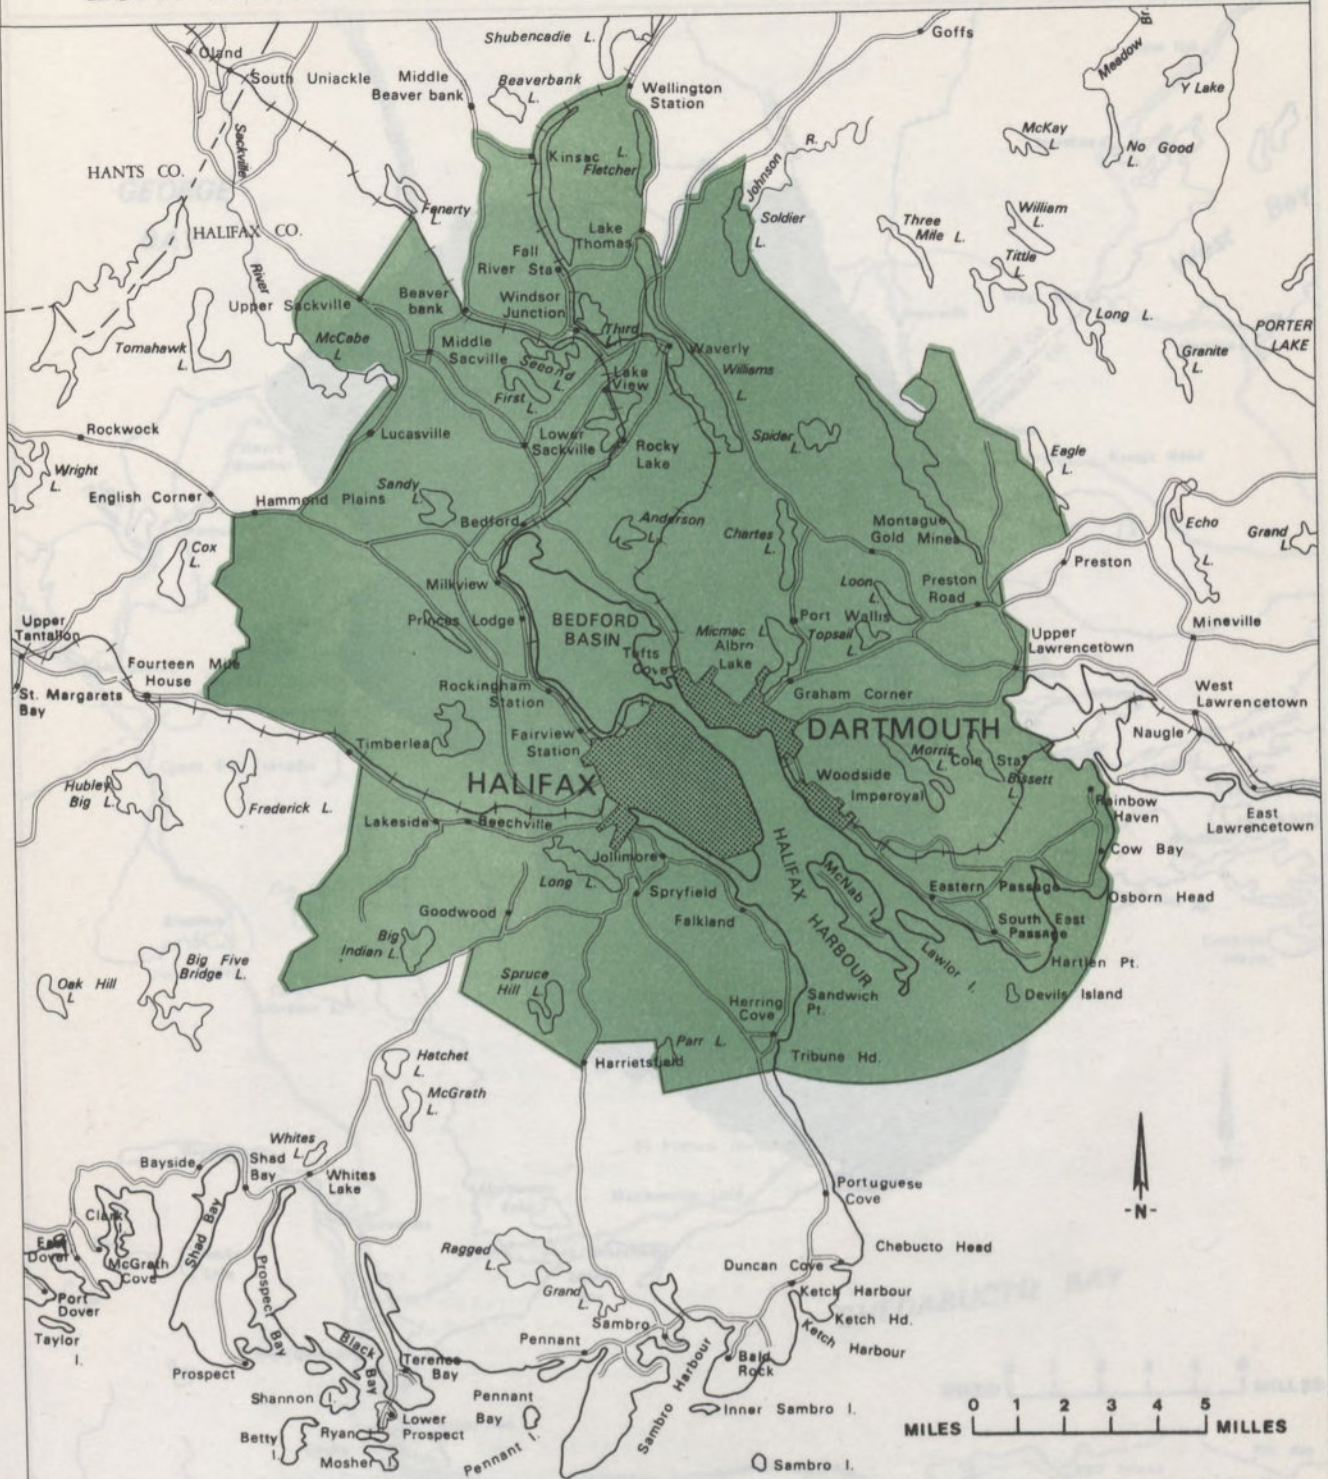 Oland
South Uniackle
Middle
Beaver bank
Shubencadie L.
Beaverbank
L.
Wellington
Station
Goffs
Meadow Br.
Y Lake
McKay
L.
No Good
L.
HANTS CO.
HALIFAX CO.
Sackville
River
Fenerty
L.
Kinsac
L.
Fletcher
Johnson R.
Soldier
L.
Three
Mile L.
William
L.
Tittle
L.
Lake
Thomas
Fall
River Sta
Upper Sackville
Beaver
bank
Windsor
Junction
Tomahawk
L.
McCabe
L
Middle
Sacville
Third
L
Second
L.
First L.
Lake
View
Waverly
Williams
L.
Long L.
Granite
L.
PORTER
LAKE
Rockwock
Wright
L.
English Corner
Hammond Plains
Lucasville
Lower
Sackville
Rocky
Lake
Spider
L.
Eagle
L.
Sandy
L.
Bedford
Anderson
L.
Charles
L.
Montague
Gold Mines
Echo
L.
Grand
L.
Cox
L.
Milkview
Loon
L.
Preston
Road
Preston
Upper
Tantallon
Princes Lodge
BEDFORD
BASIN
Tufts
Cove
Micmac L
Albro
Lake
Port Wallis
Topsail
L.
Upper
Lawrencetown
Mineville
Fourteen Mile
House
St. Margarets
Bay
Rockingham
Station
Graham Corner
West
Lawrencetown
Timberlea
Fairview
Station
DARTMOUTH
Morris
L.
Cole Sta
Bissett
L.
Naugle
HALIFAX
Woodside
Imperoyal
Hubley
Big L.
Frederick L.
Rainbow
Haven
East
Lawrencetown
Lakeside
Beechville
Cow Bay
Jollimore
Long L.
HALIFAX
HARBOUR
McNab I.
Spryfield
Eastern Passage
Osborn Head
Goodwood
Falkland
South East
Passage
Big
Indian L.
Lawlor I.
Hartlen Pt.
Oak Hill
L
Big Five
Bridge L.
Spruce
Hill L.
Herring
Cove
Sandwich
Pt.
Devils Island
Hatchet
L.
Harrietsfield
Parr L.
Tribune Hd.
McGrath
L.
Whites
L.
Bayside
Shad
Bay
Whites
Lake
Portuguese
Cove
-N-
Clark
East
Dover
McGrath
Cove
Shad Bay
Prospect Bay
Ragged
L.
Chebucto Head
Duncan Cove
Port
Dover
Grand
L.
Ketch Harbour
Ketch Hd.
Ketch Harbour
Taylor
I.
Sambro
Black Bay
Pennant
Prospect
Terence
Bay
Bald
Rock
Shannon I.
Pennant
Bay
Sambro Harbour
Inner Sambro I.
0 1 2 3 4 5
MILES MILLES
Betty
I.
Ryan I
Lower
Prospect
Mosher I
Pennant I.
Sambro I.